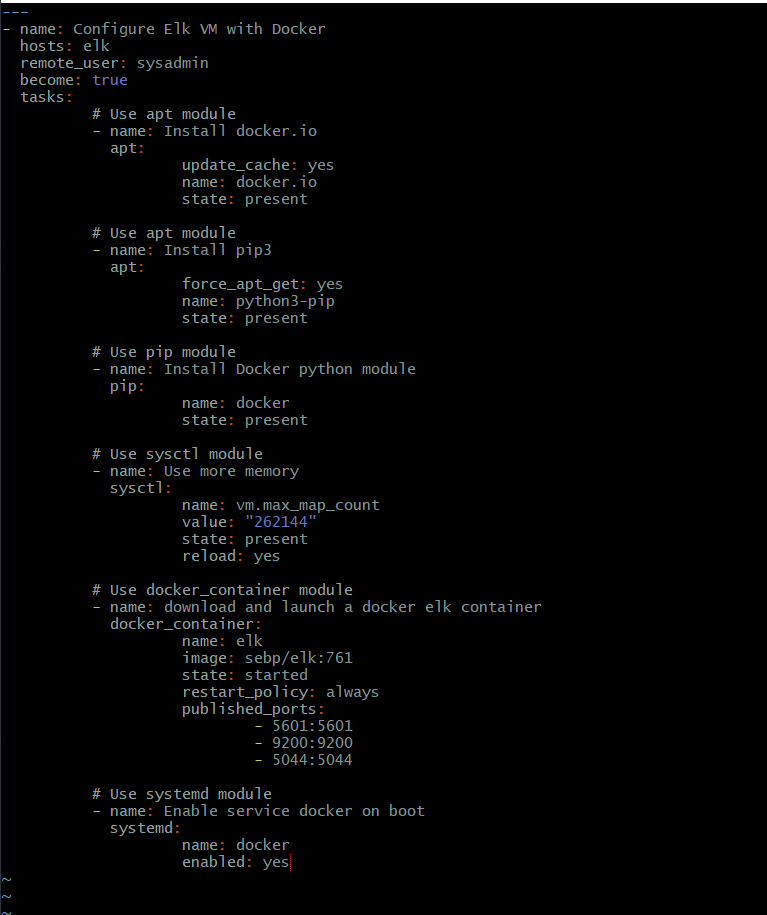 ---
- name: Configure Elk VM with Docker
  hosts: elk
  remote_user: sysadmin
  become: true
  tasks:
          # Use apt module
          - name: Install docker.io
            apt:
                    update_cache: yes
                    name: docker.io
                    state: present

          # Use apt module
          - name: Install pip3
            apt:
                    force_apt_get: yes
                    name: python3-pip
                    state: present

          # Use pip module
          - name: Install Docker python module
            pip:
                    name: docker
                    state: present

          # Use sysctl module
          - name: Use more memory
            sysctl:
                    name: vm.max_map_count
                    value: "262144"
                    state: present
                    reload: yes

          # Use docker_container module
          - name: download and launch a docker elk container
            docker_container:
                    name: elk
                    image: sebp/elk:761
                    state: started
                    restart_policy: always
                    published_ports:
                            - 5601:5601
                            - 9200:9200
                            - 5044:5044

          # Use systemd module
          - name: Enable service docker on boot
            systemd:
                    name: docker
                    enabled: yes
~
~
~